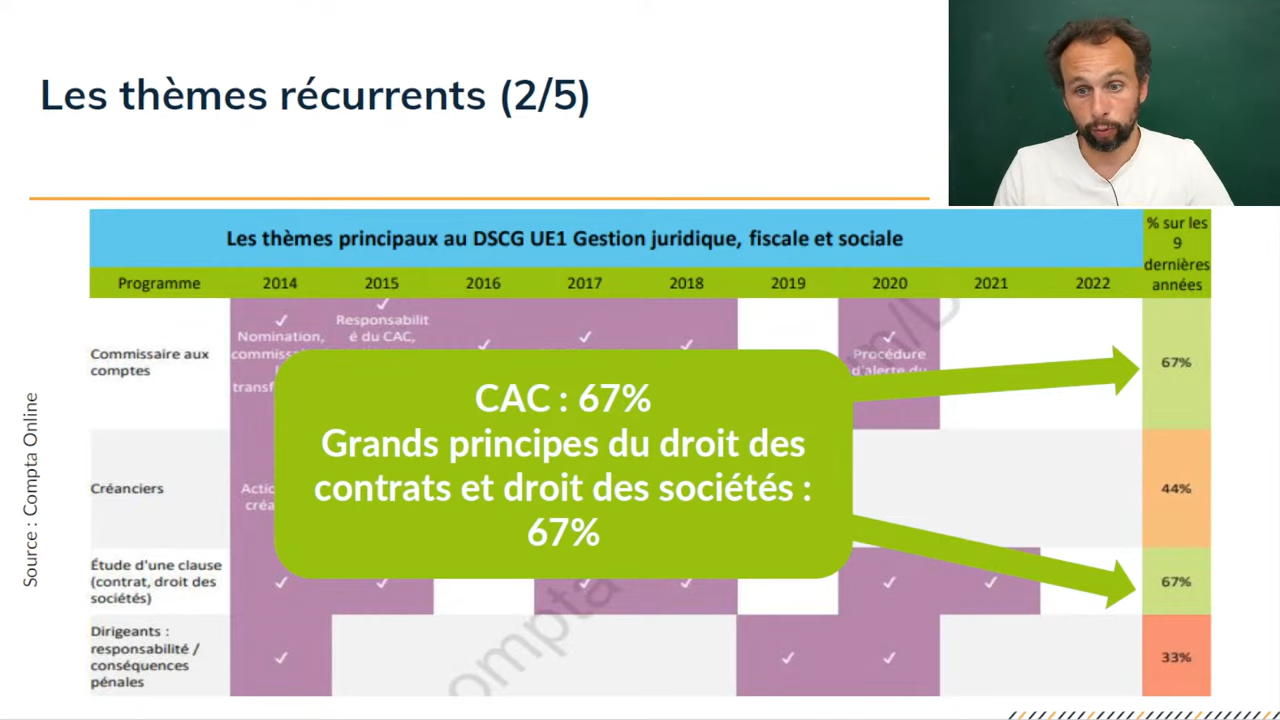 Les thèmes récurrents (2/5)
Les thèmes principaux au DSCG UE1 Gestion juridique, fiscale et sociale
% sur les
9
dernières
années
Programme 2014 2015 2016 2017 2018 2019 2020 2021 2022
Commissaire aux
comptes
✓
Nomination,
✓
Responsabilit
é du CAC,
✓
✓
✓
✓
Procédure
d'alerte du
67%
CAC : 67%
Grands principes du droit des
contrats et droit des sociétés :
67%
Créanciers
44%
Étude d'une clause
(contrat, droit des
sociétés)
✓ ✓ ✓ ✓ ✓ ✓
67%
Dirigeants :
responsabilité /
conséquences
pénales
✓ ✓ ✓
33%
Source : Compta Online